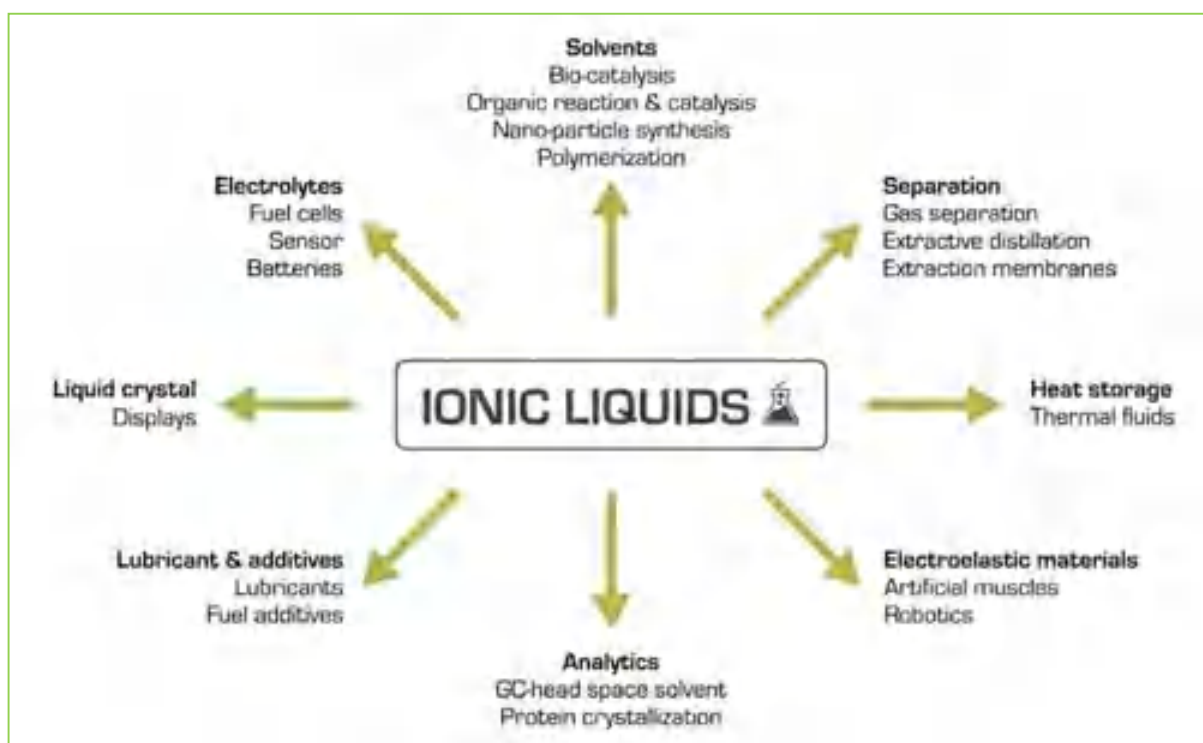 Solvents
Bio-catalysis
Organic reaction & catalysis
Nano-particle synthesis
Polymerization
Electrolytes
Fuel cells
Sensor
Batteries
Separation
Gas separation
Extractive distillation
Extraction membranes
Liquid crystal
Displays
IONIC LIQUIDS
Heat storage
Thermal fluids
Lubricant & additives
Lubricants
Fuel additives
Electroelastic materials
Artificial muscles
Robotics
Analytics
GC-head space solvent
Protein crystallization